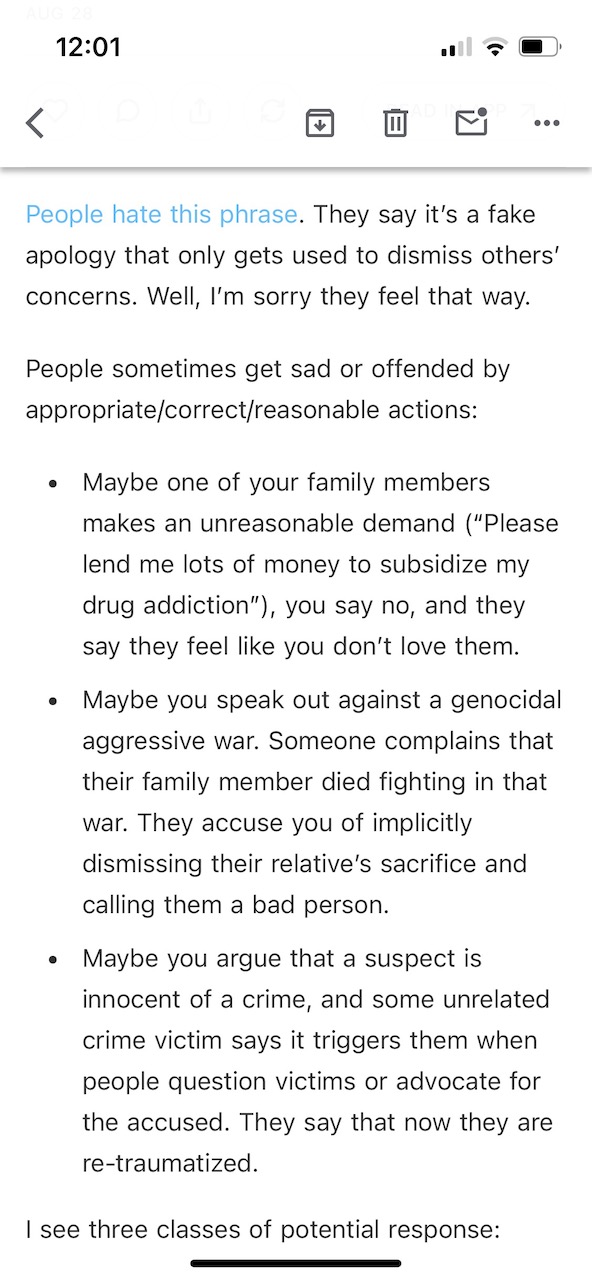 AUG 28
12:01
READ IN APP
People hate this phrase. They say it’s a fake
apology that only gets used to dismiss others’
concerns. Well, I’m sorry they feel that way.
People sometimes get sad or offended by
appropriate/correct/reasonable actions:
• Maybe one of your family members
makes an unreasonable demand (“Please
lend me lots of money to subsidize my
drug addiction”), you say no, and they
say they feel like you don’t love them.
• Maybe you speak out against a genocidal
aggressive war. Someone complains that
their family member died fighting in that
war. They accuse you of implicitly
dismissing their relative’s sacrifice and
calling them a bad person.
• Maybe you argue that a suspect is
innocent of a crime, and some unrelated
crime victim says it triggers them when
people question victims or advocate for
the accused. They say that now they are
re-traumatized.
I see three classes of potential response: